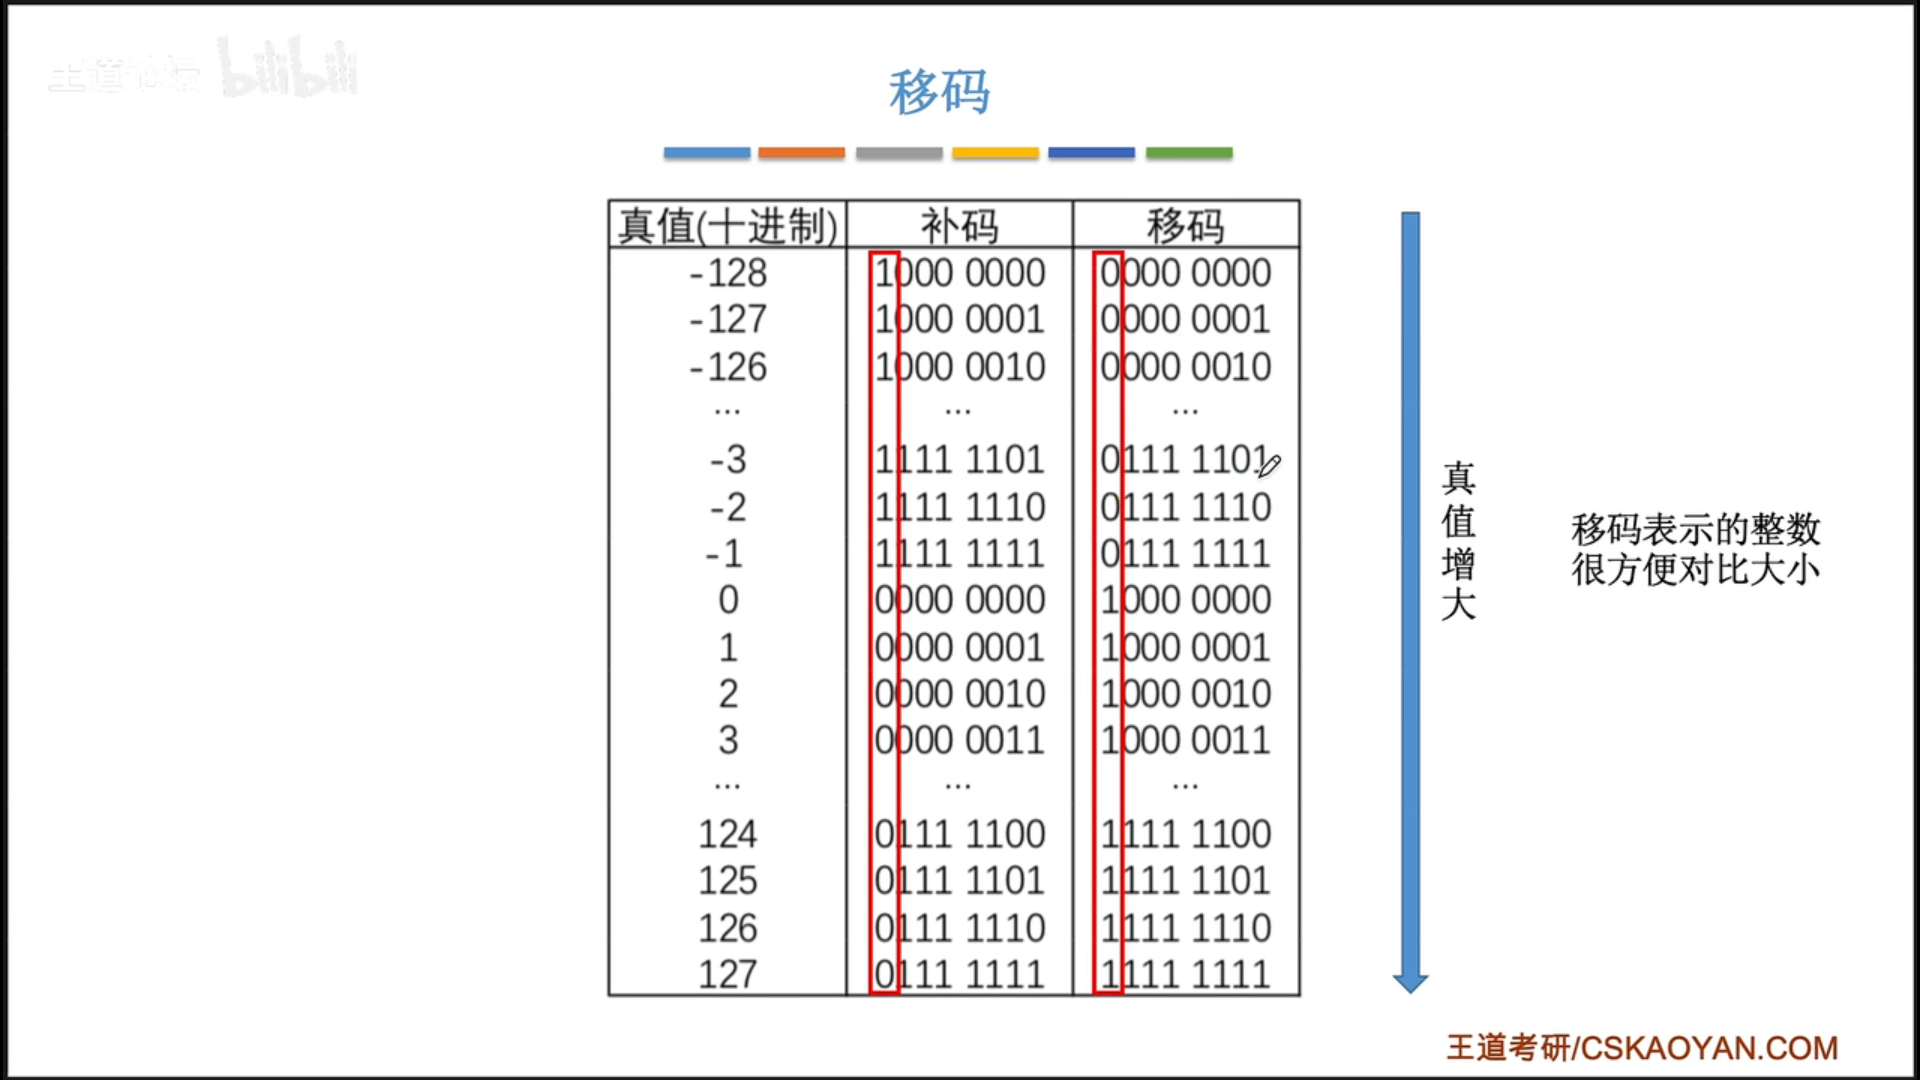 王道论坛 bilibili
移码
真值(十进制) 补码 移码
-128 1000 0000 0000 0000
-127 1000 0001 0000 0001
-126 1000 0010 0000 0010
... ... ...
-3 1111 1101 0111 1101
-2 1111 1110 0111 1110
-1 1111 1111 0111 1111
0 0000 0000 1000 0000
1 0000 0001 1000 0001
2 0000 0010 1000 0010
3 0000 0011 1000 0011
... ... ...
124 0111 1100 1111 1100
125 0111 1101 1111 1101
126 0111 1110 1111 1110
127 0111 1111 1111 1111
真值增大
移码表示的整数
很方便对比大小
王道考研/CSKAOYAN.COM